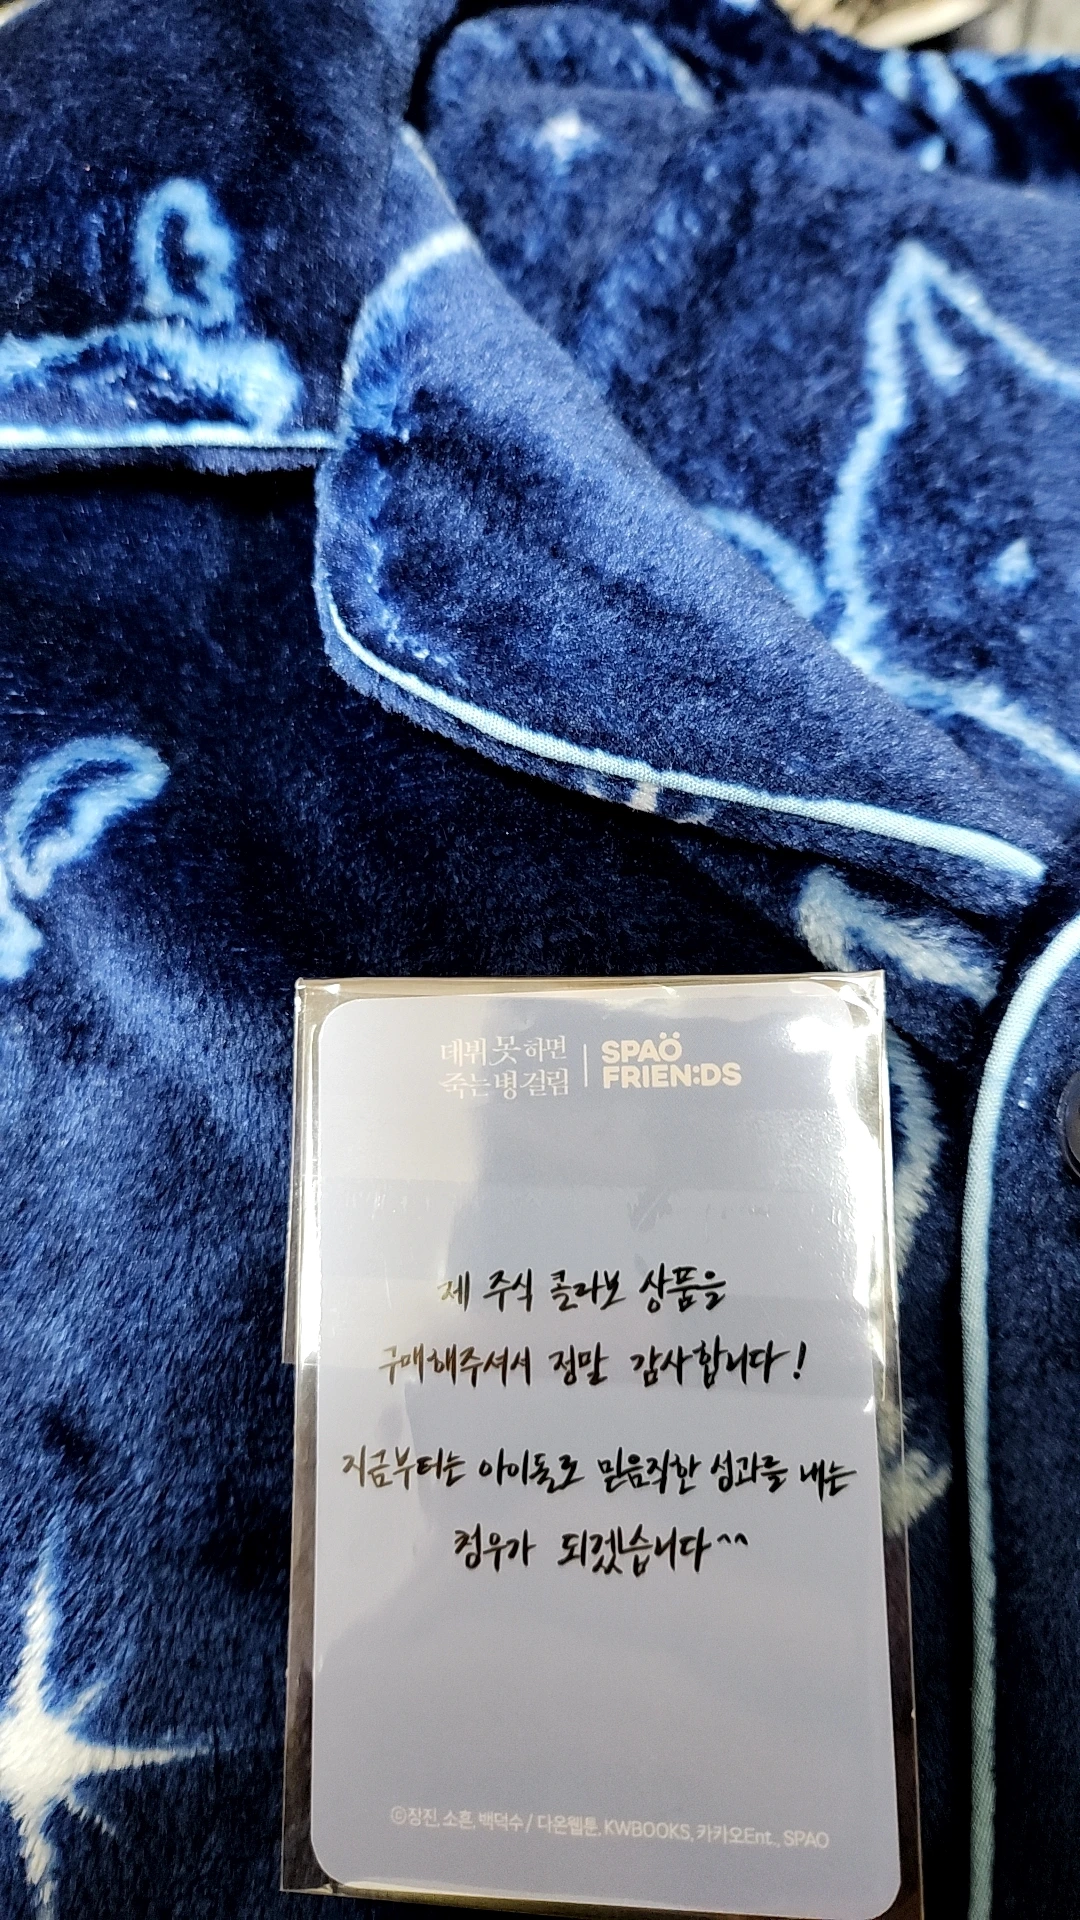 데뷔 못 하면
죽는 병 걸림
SPAO
FRIEN:DS
제 주식 콜라보 상품을
구매해주셔서 정말 감사합니다!
지금부터는 아이돌로 믿음직한 성과를 내는
청우가 되겠습니다^^
ⓒ장진, 소흔, 백덕수 / 다온웹툰, KWBOOKS, 카카오Ent., SPAO